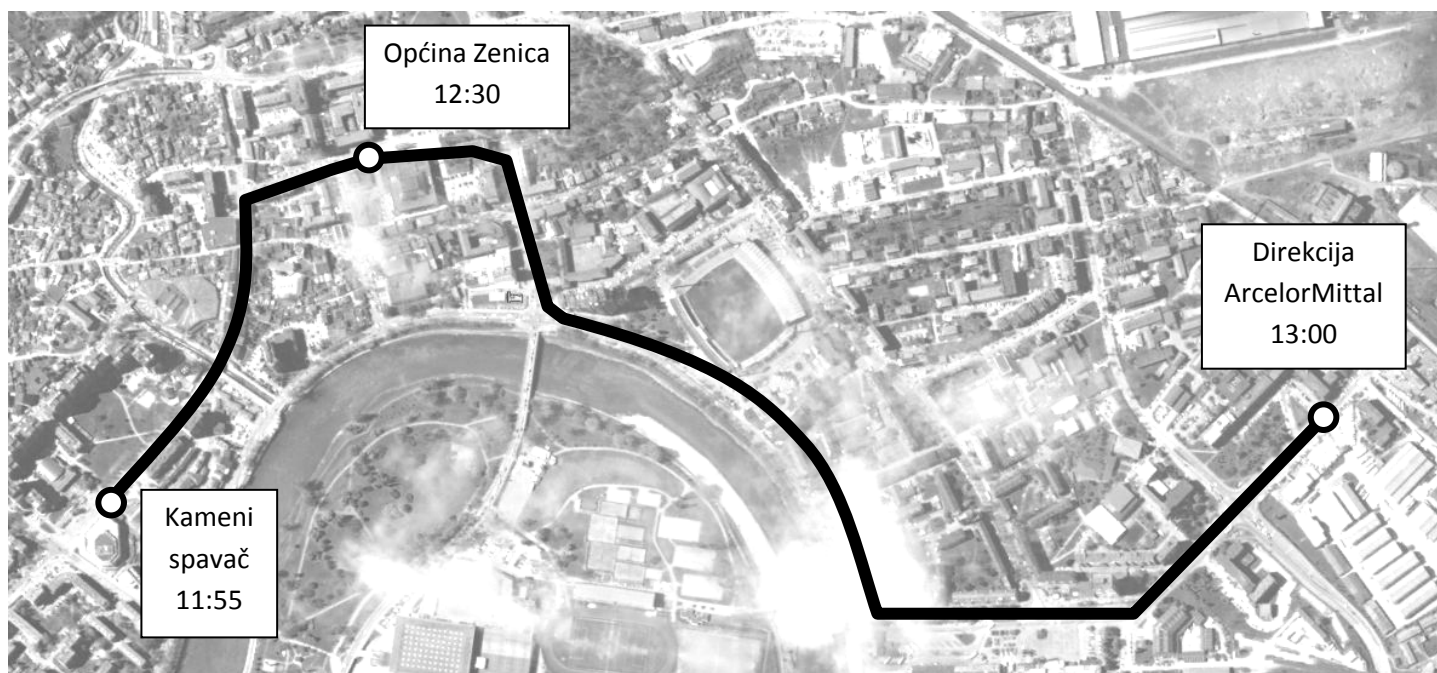 Općina Zenica
12:30
Direkcija
ArcelorMittal
13:00
Kameni
spavač
11:55